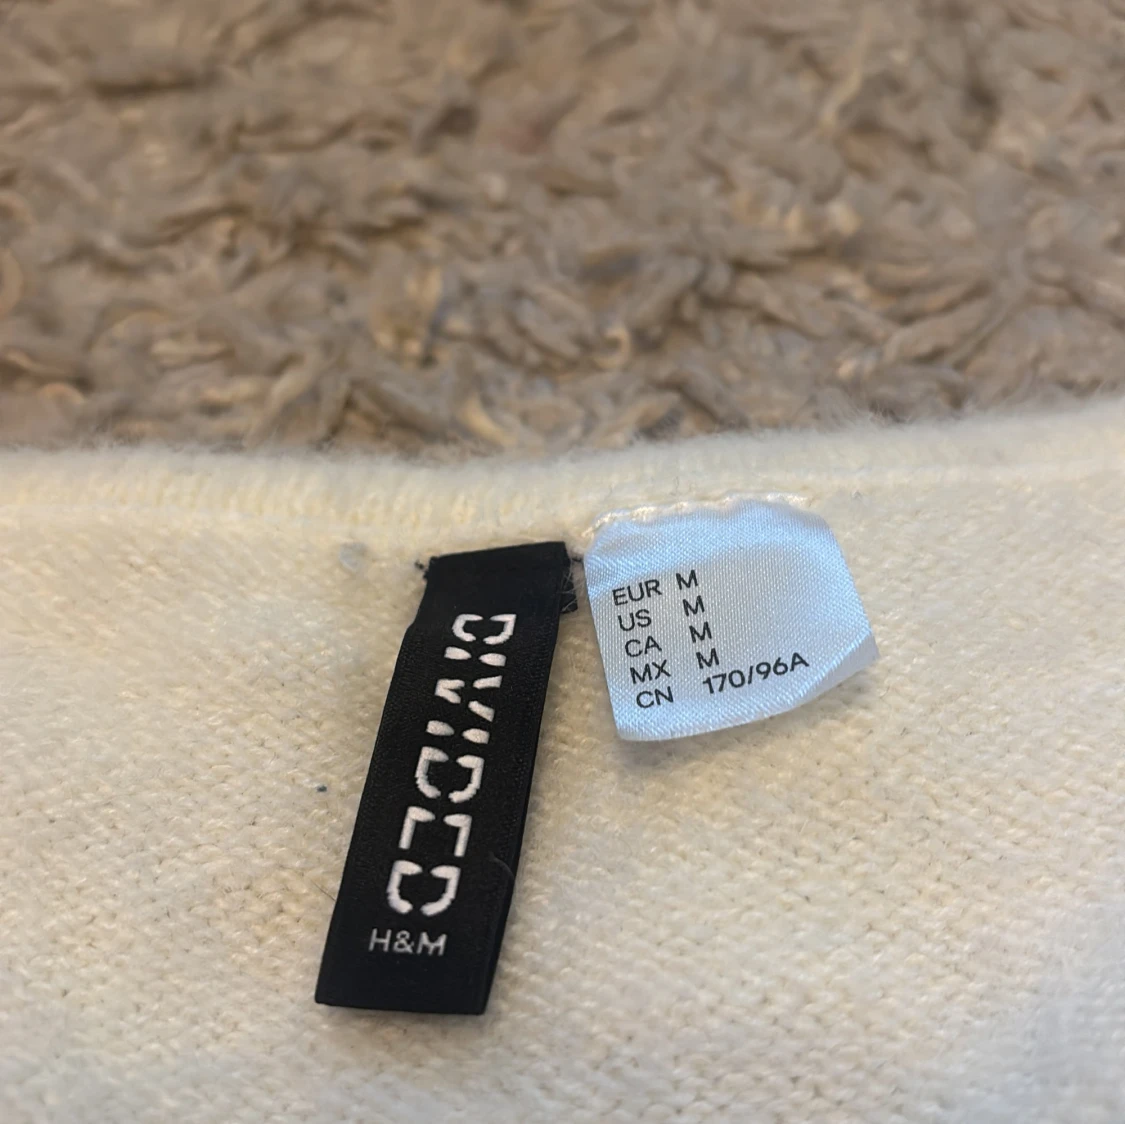 DIVIDED
H&M
EUR M
US M
CA M
MX M
CN 170/96A